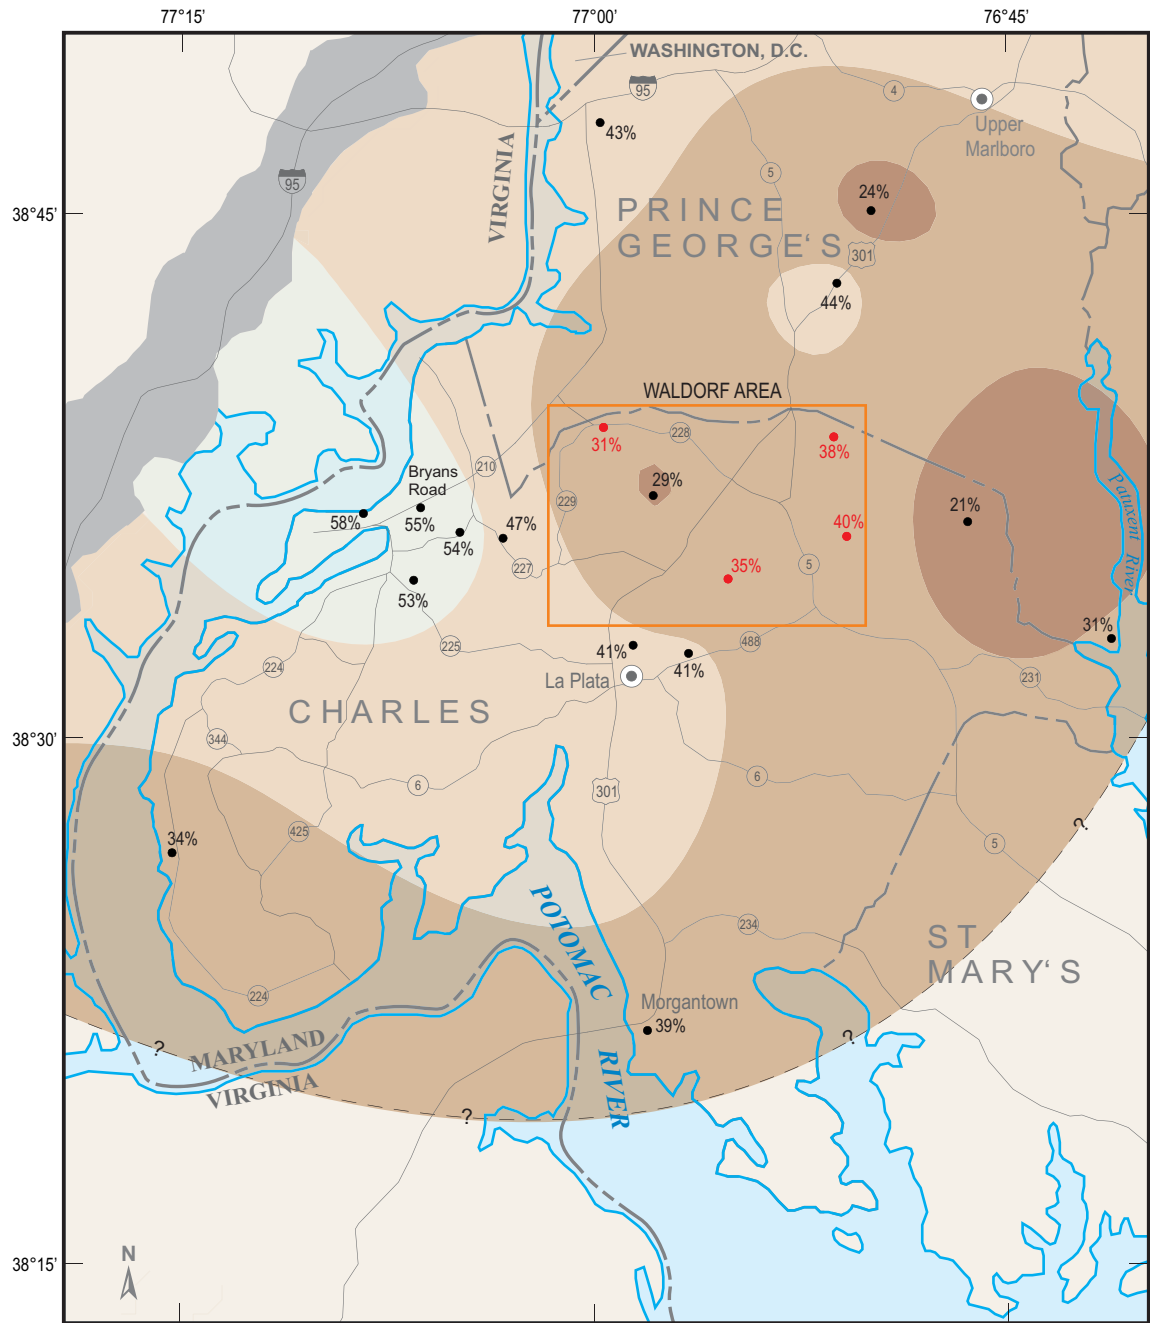 77°15'
77°00'
76°45'
WASHINGTON, D.C.
95
4
43%
Upper
Marlboro
VIRGINIA
5
95
24%
38°45'
PRINCE
GEORGE'S
301
44%
WALDORF AREA
31%
228
38%
Bryans
Road
210
29%
229
21%
Patuxent River
58%
55%
47%
40%
54%
227
35%
5
53%
31%
225
41%
488
41%
224
La Plata
231
CHARLES
344
38°30'
6
301
6
?
425
34%
5
POTOMAC
RIVER
234
ST
MARY'S
224
Morgantown
39%
?
?
MARYLAND
VIRGINIA
?
N
38°15'